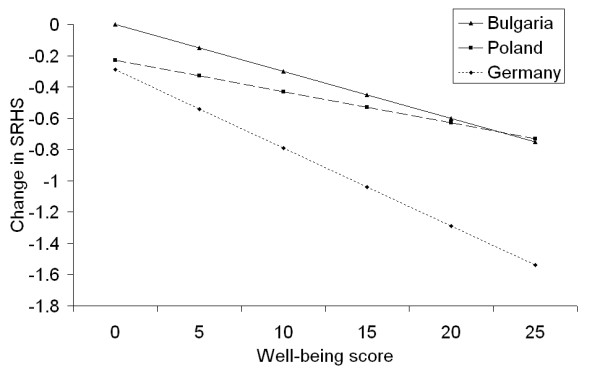 Bulgaria
Poland
Germany
Change in SRHS
0
-0.2
-0.4
-0.6
-0.8
-1
-1.2
-1.4
-1.6
-1.8
0 5 10 15 20 25
Well-being score